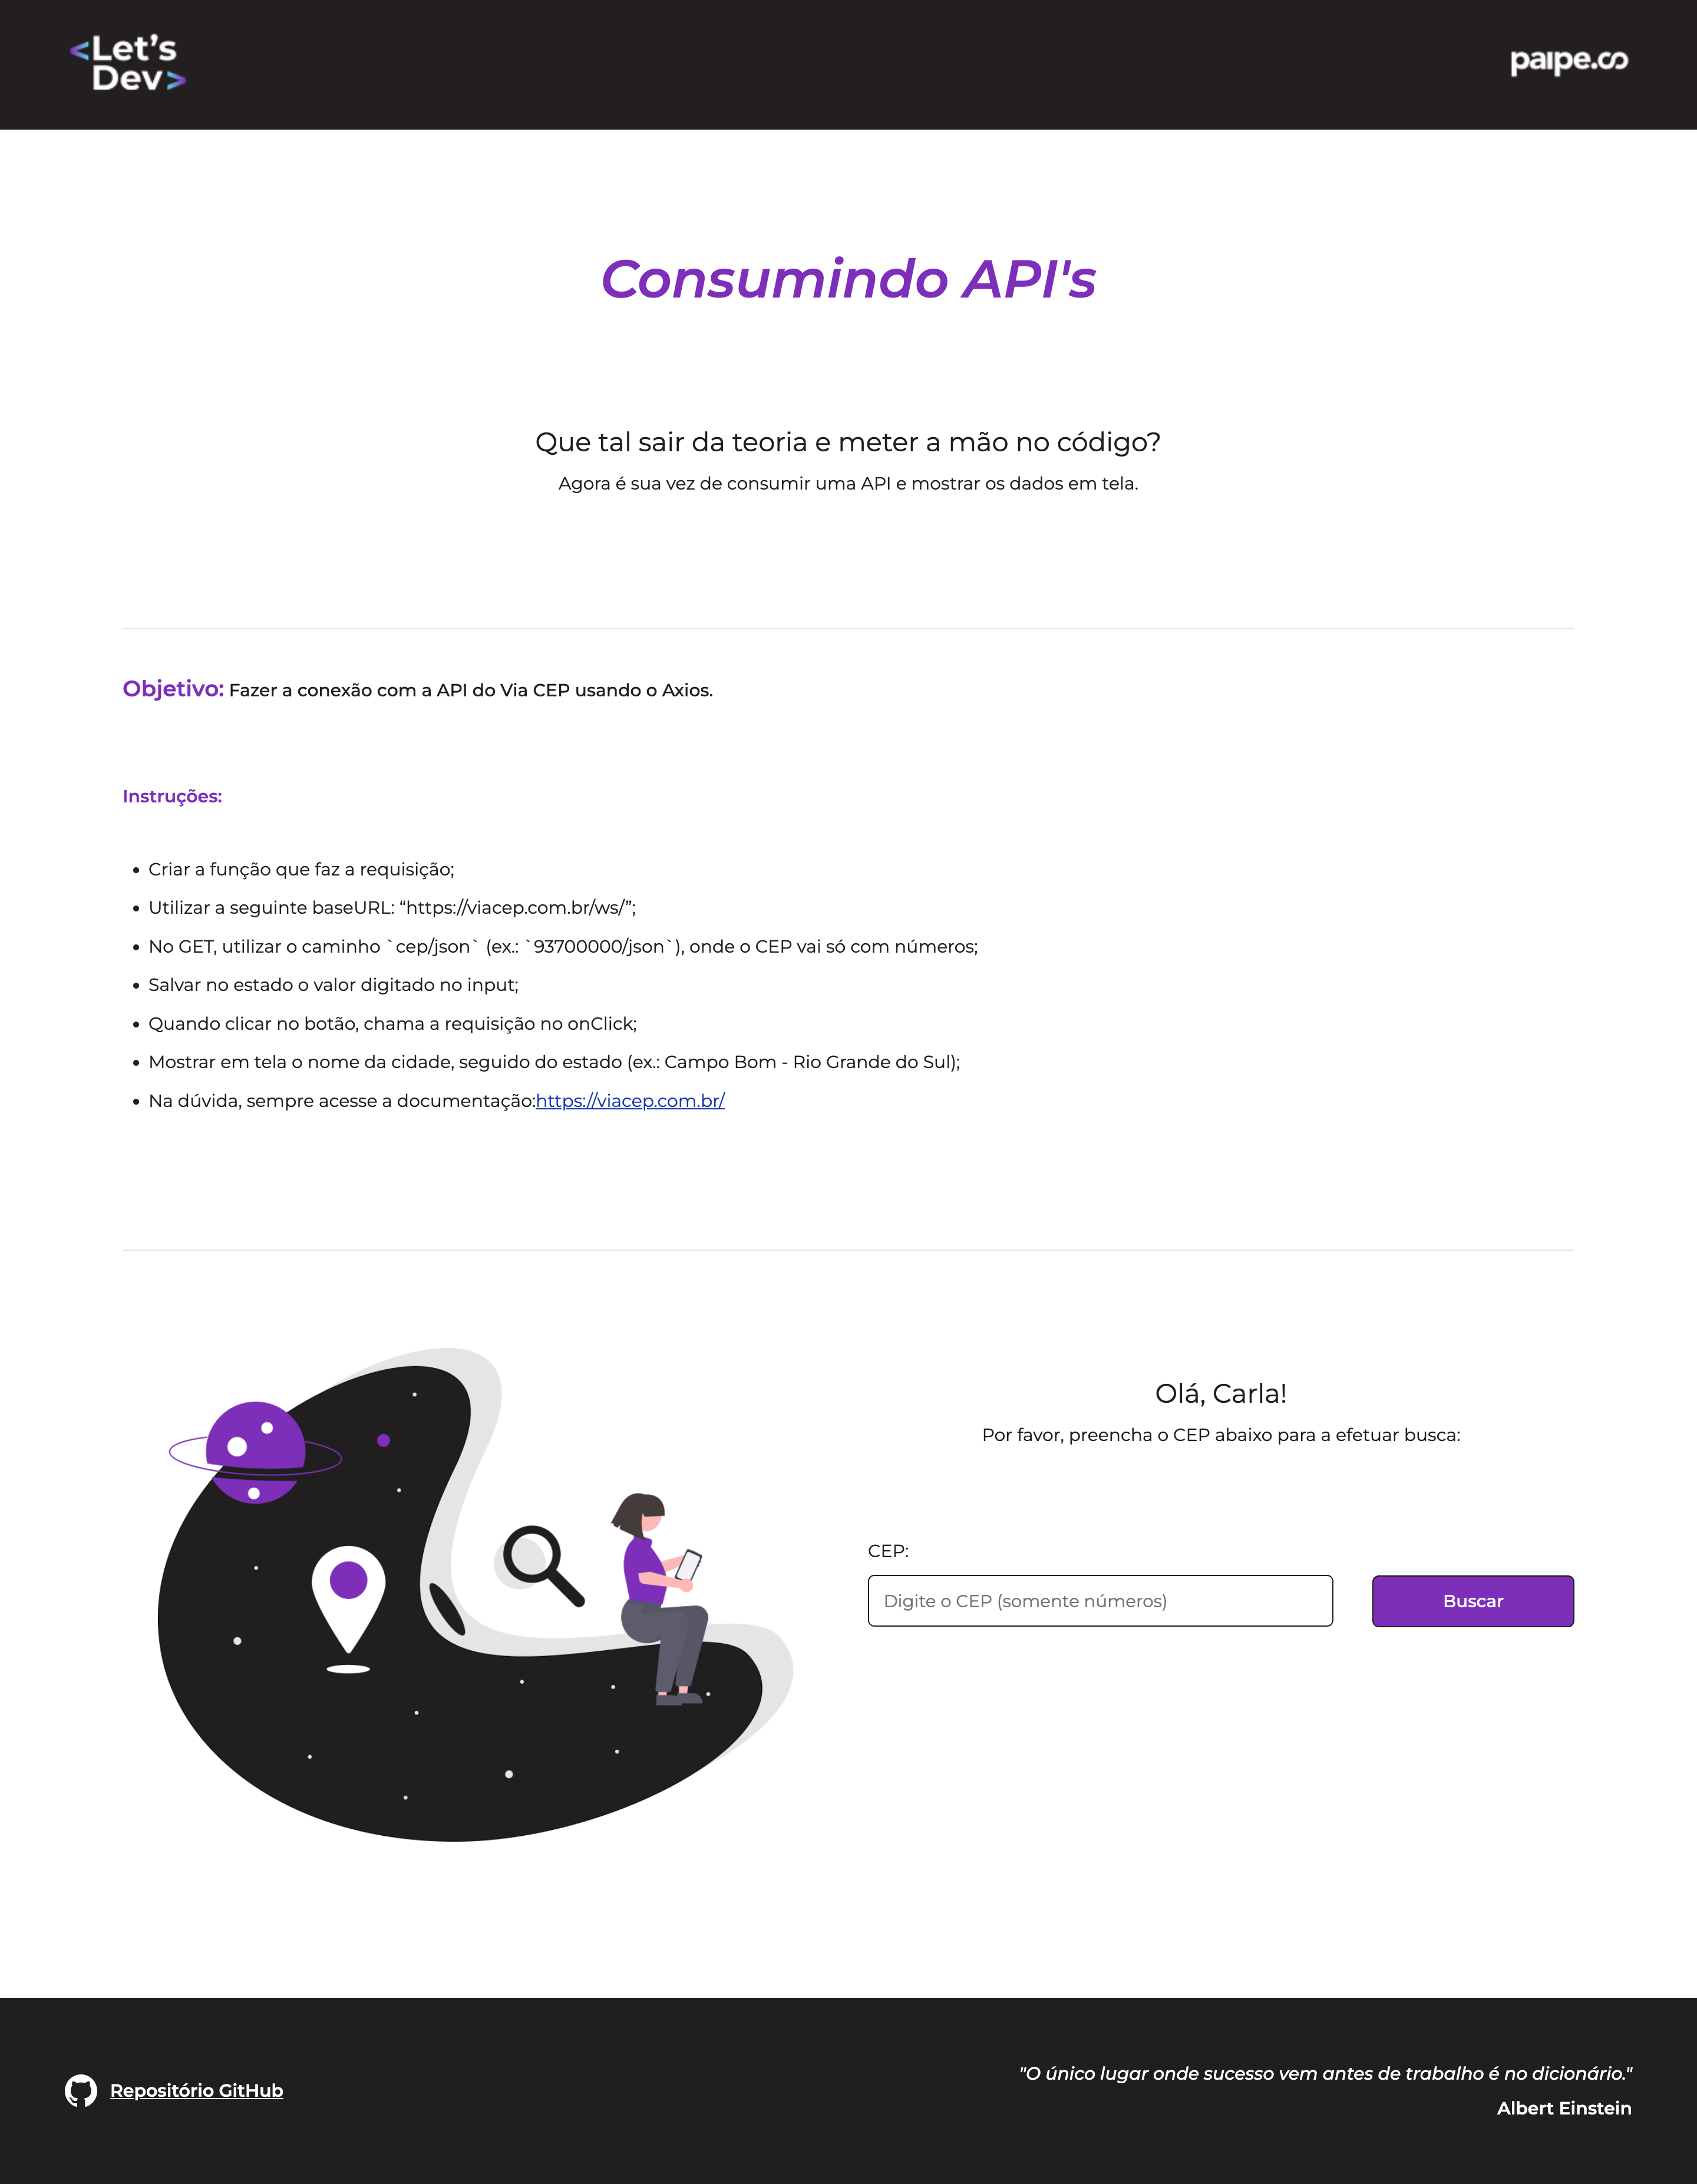 <Let's
Dev>
paipe.co
Consumindo API's
Que tal sair da teoria e meter a mão no código?
Agora é sua vez de consumir uma API e mostrar os dados em tela.
Objetivo: Fazer a conexão com a API do Via CEP usando o Axios.
Instruções:
• Criar a função que faz a requisição;
• Utilizar a seguinte baseURL: “https://viacep.com.br/ws/”;
• No GET, utilizar o caminho `cep/json` (ex.: `93700000/json`), onde o CEP vai só com números;
• Salvar no estado o valor digitado no input;
• Quando clicar no botão, chama a requisição no onClick;
• Mostrar em tela o nome da cidade, seguido do estado (ex.: Campo Bom - Rio Grande do Sul);
• Na dúvida, sempre acesse a documentação:https://viacep.com.br/
Olá, Carla!
Por favor, preencha o CEP abaixo para a efetuar busca:
CEP:
Digite o CEP (somente números)
Buscar
Repositório GitHub
"O único lugar onde sucesso vem antes de trabalho é no dicionário."
Albert Einstein